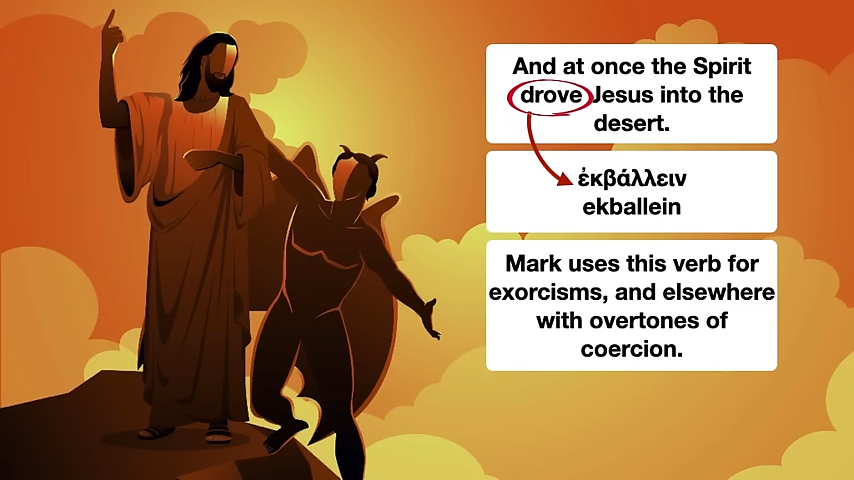 And at once the Spirit
drove Jesus into the
desert.
ἐκβάλλειν
ekballein
Mark uses this verb for
exorcisms, and elsewhere
with overtones of
coercion.